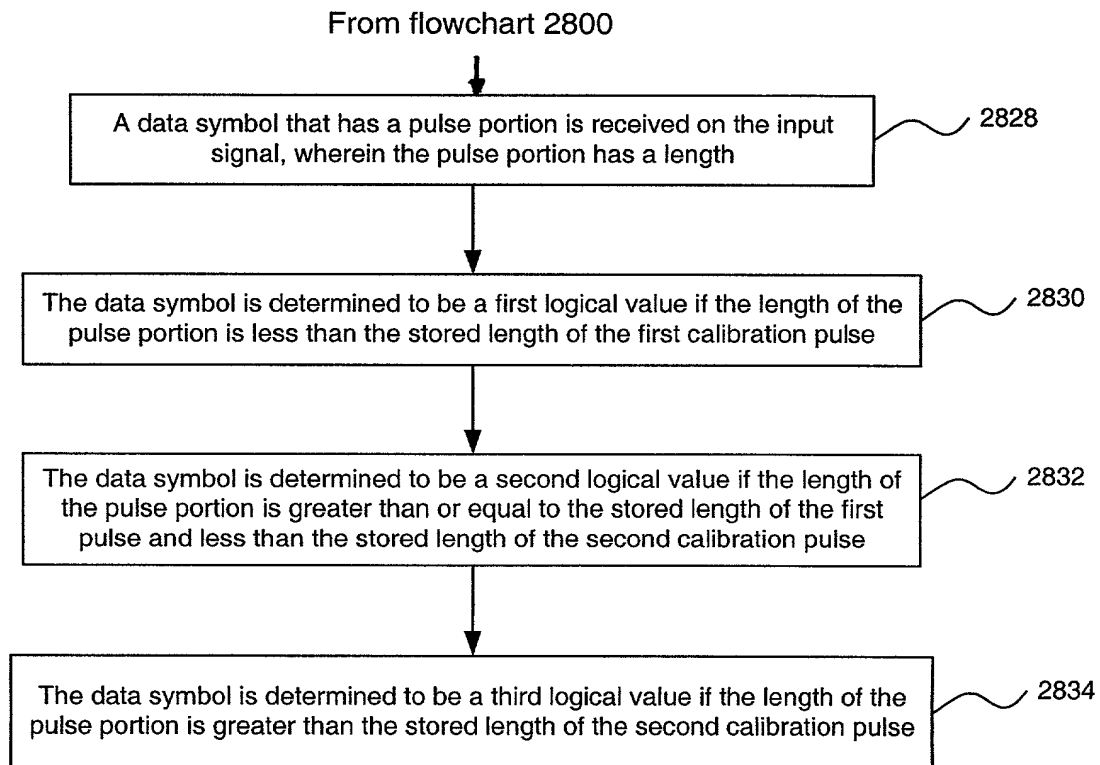 From flowchart 2800
A data symbol that has a pulse portion is received on the input
signal, wherein the pulse portion has a length
2828
The data symbol is determined to be a first logical value if the length of the
pulse portion is less than the stored length of the first calibration pulse
2830
The data symbol is determined to be a second logical value if the length of
the pulse portion is greater than or equal to the stored length of the first
pulse and less than the stored length of the second calibration pulse
2832
The data symbol is determined to be a third logical value if the length of the
pulse portion is greater than the stored length of the second calibration pulse
2834